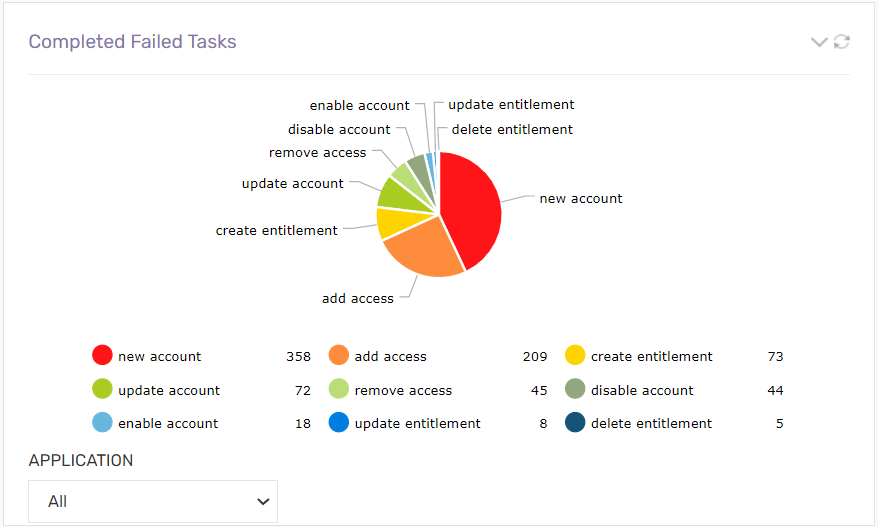 Completed Failed Tasks
enable account
update entitlement
disable account
delete entitlement
remove access
update account
new account
create entitlement
add access
new account 358 add access 209 create entitlement 73
update account 72 remove access 45 disable account 44
enable account 18 update entitlement 8 delete entitlement 5
APPLICATION
All